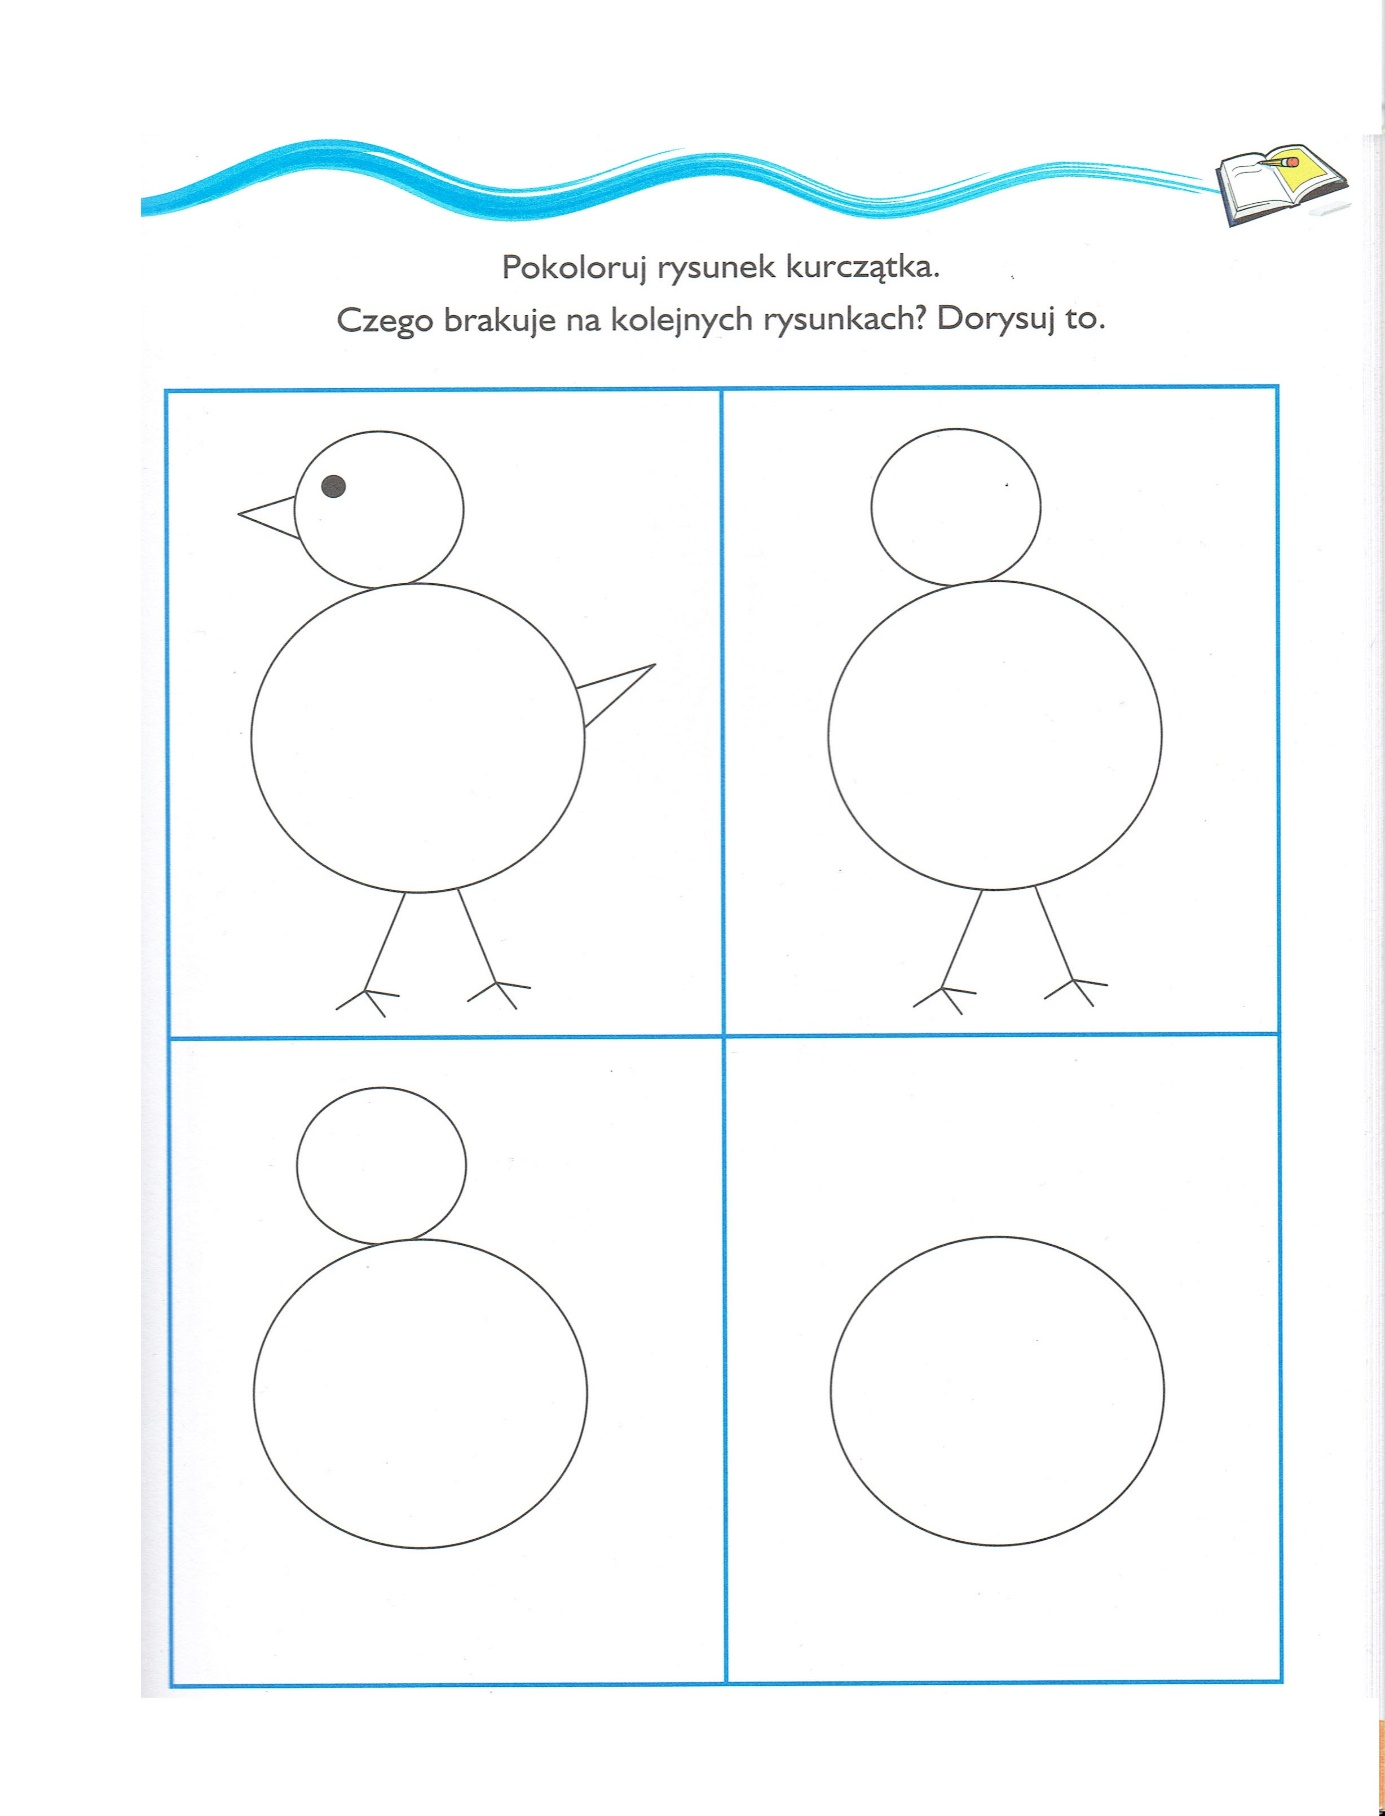 Pokoloruj rysunek kurczątka.
Czego brakuje na kolejnych rysunkach? Dorysuj to.